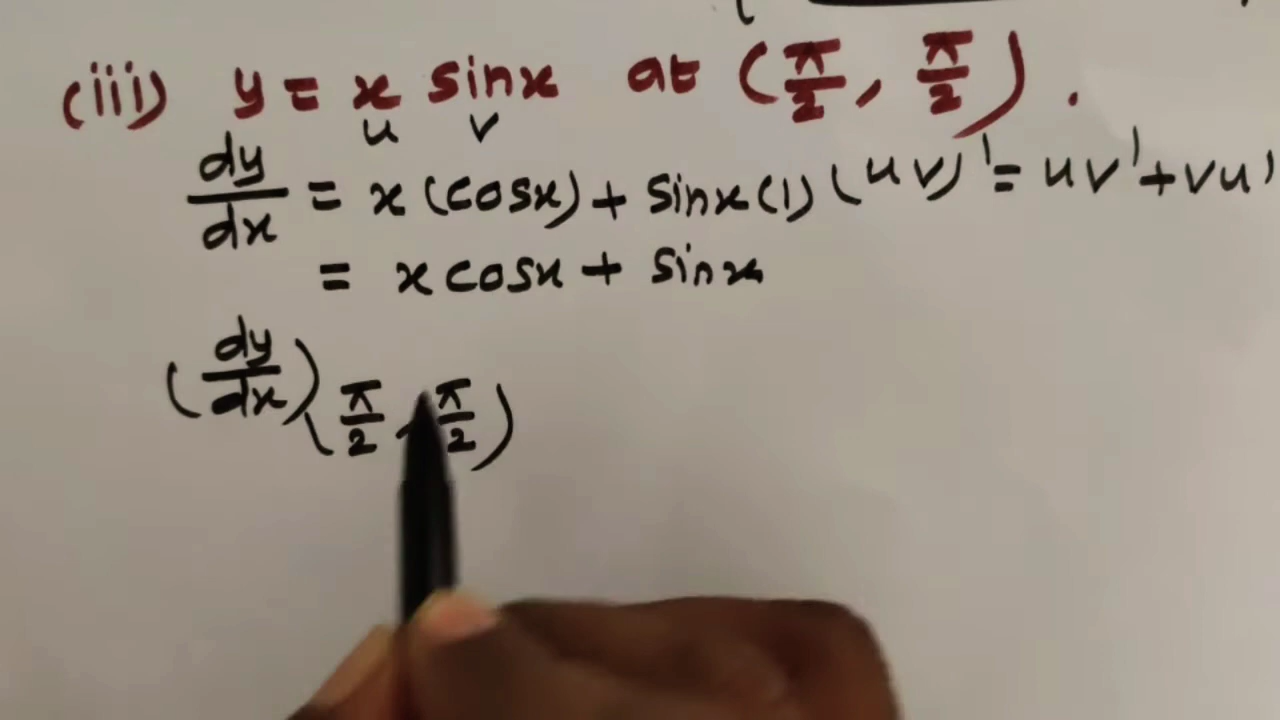 (iii) y = x sinx at (π/2, π/2).
u v
dy/dx = x(cosx) + sinx(1) (uv)' = uv' + vu'
= x cosx + sinx
(dy/dx)(π/2, π/2)